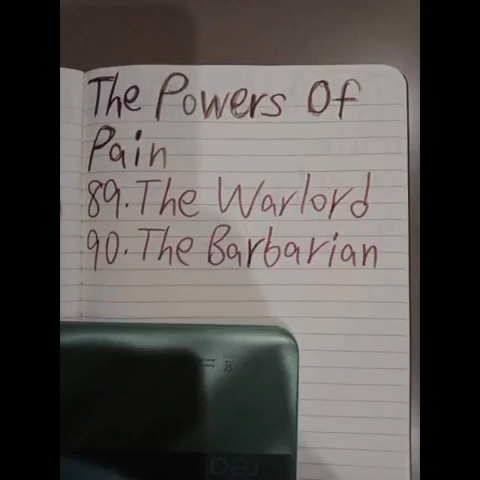 The Powers Of
Pain
89. The Warlord
90. The Barbarian